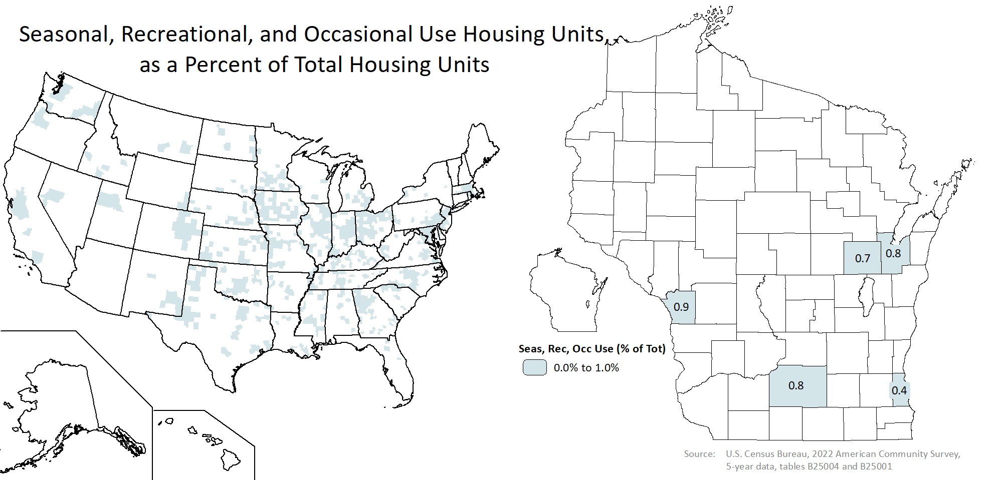 Seasonal, Recreational, and Occasional Use Housing Units,
as a Percent of Total Housing Units
0.7
0.8
0.9
0.8
0.4
Seas, Rec, Occ Use (% of Tot)
0.0% to 1.0%
Source: U.S. Census Bureau, 2022 American Community Survey,
5-year data, tables B25004 and B25001